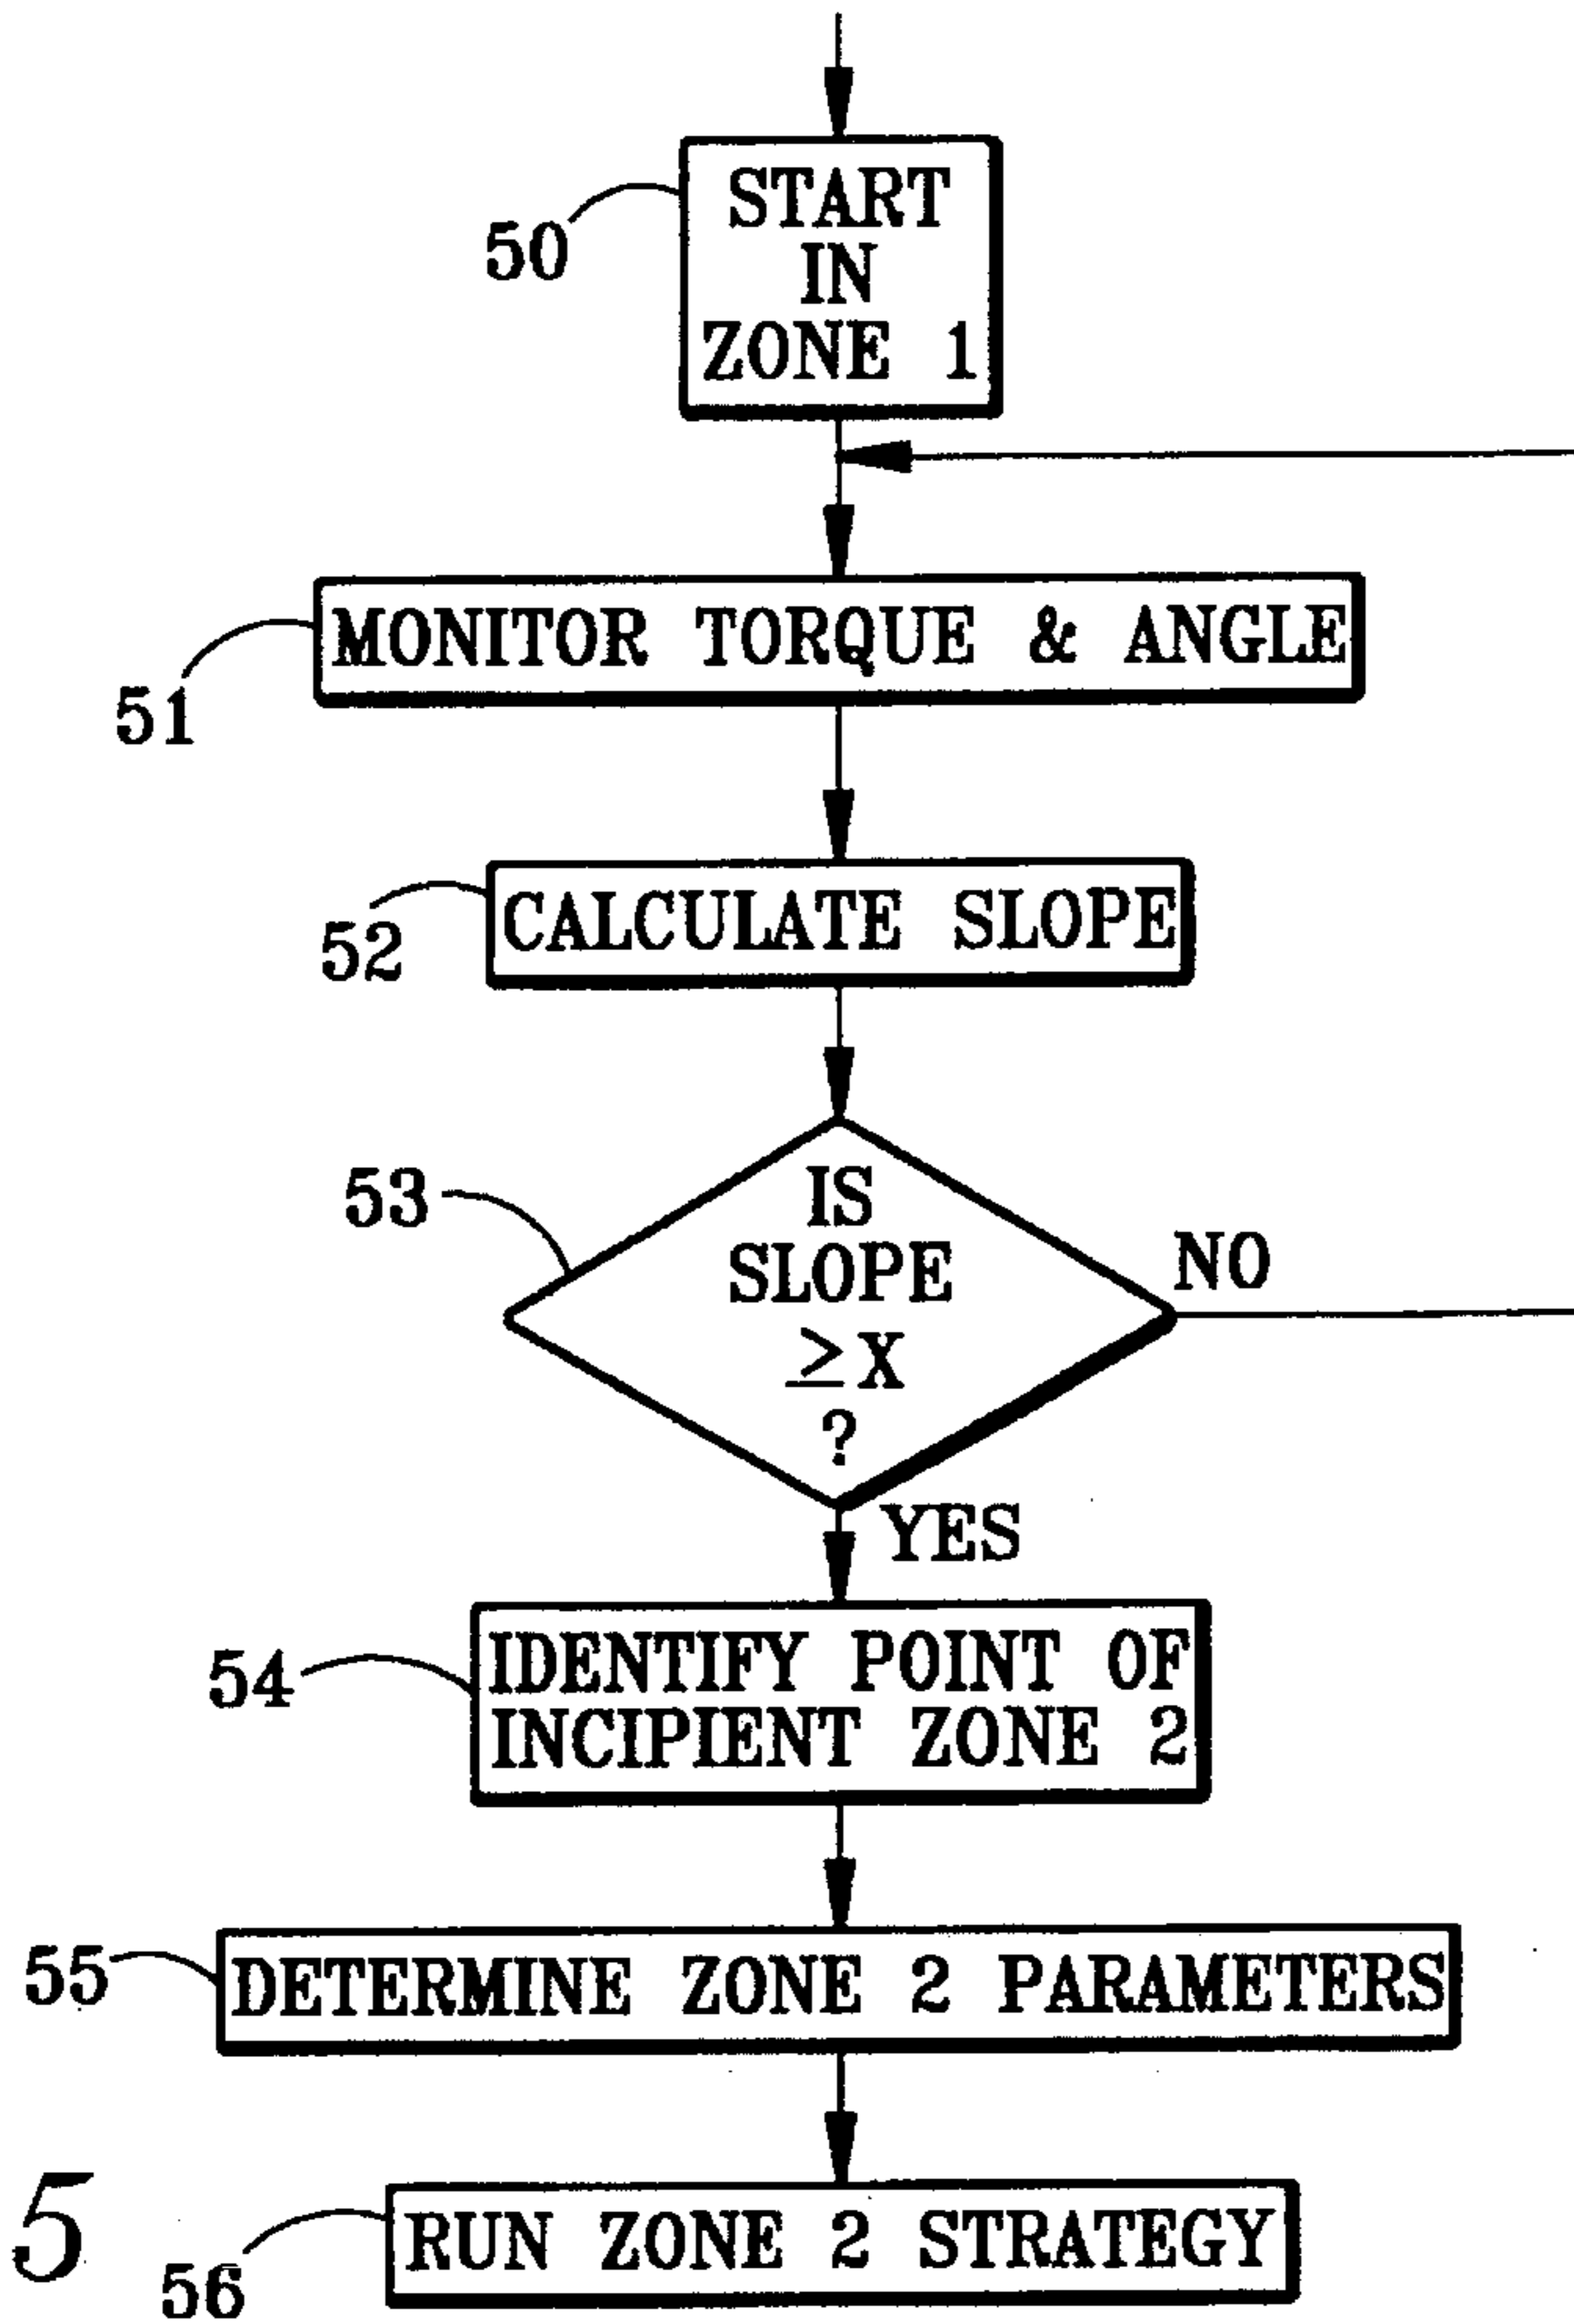 50
START
IN
ZONE 1
51
MONITOR TORQUE & ANGLE
52
CALCULATE SLOPE
53
IS
SLOPE
≥X
?
NO
YES
54
IDENTIFY POINT OF
INCIPIENT ZONE 2
55
DETERMINE ZONE 2 PARAMETERS
5
56
RUN ZONE 2 STRATEGY